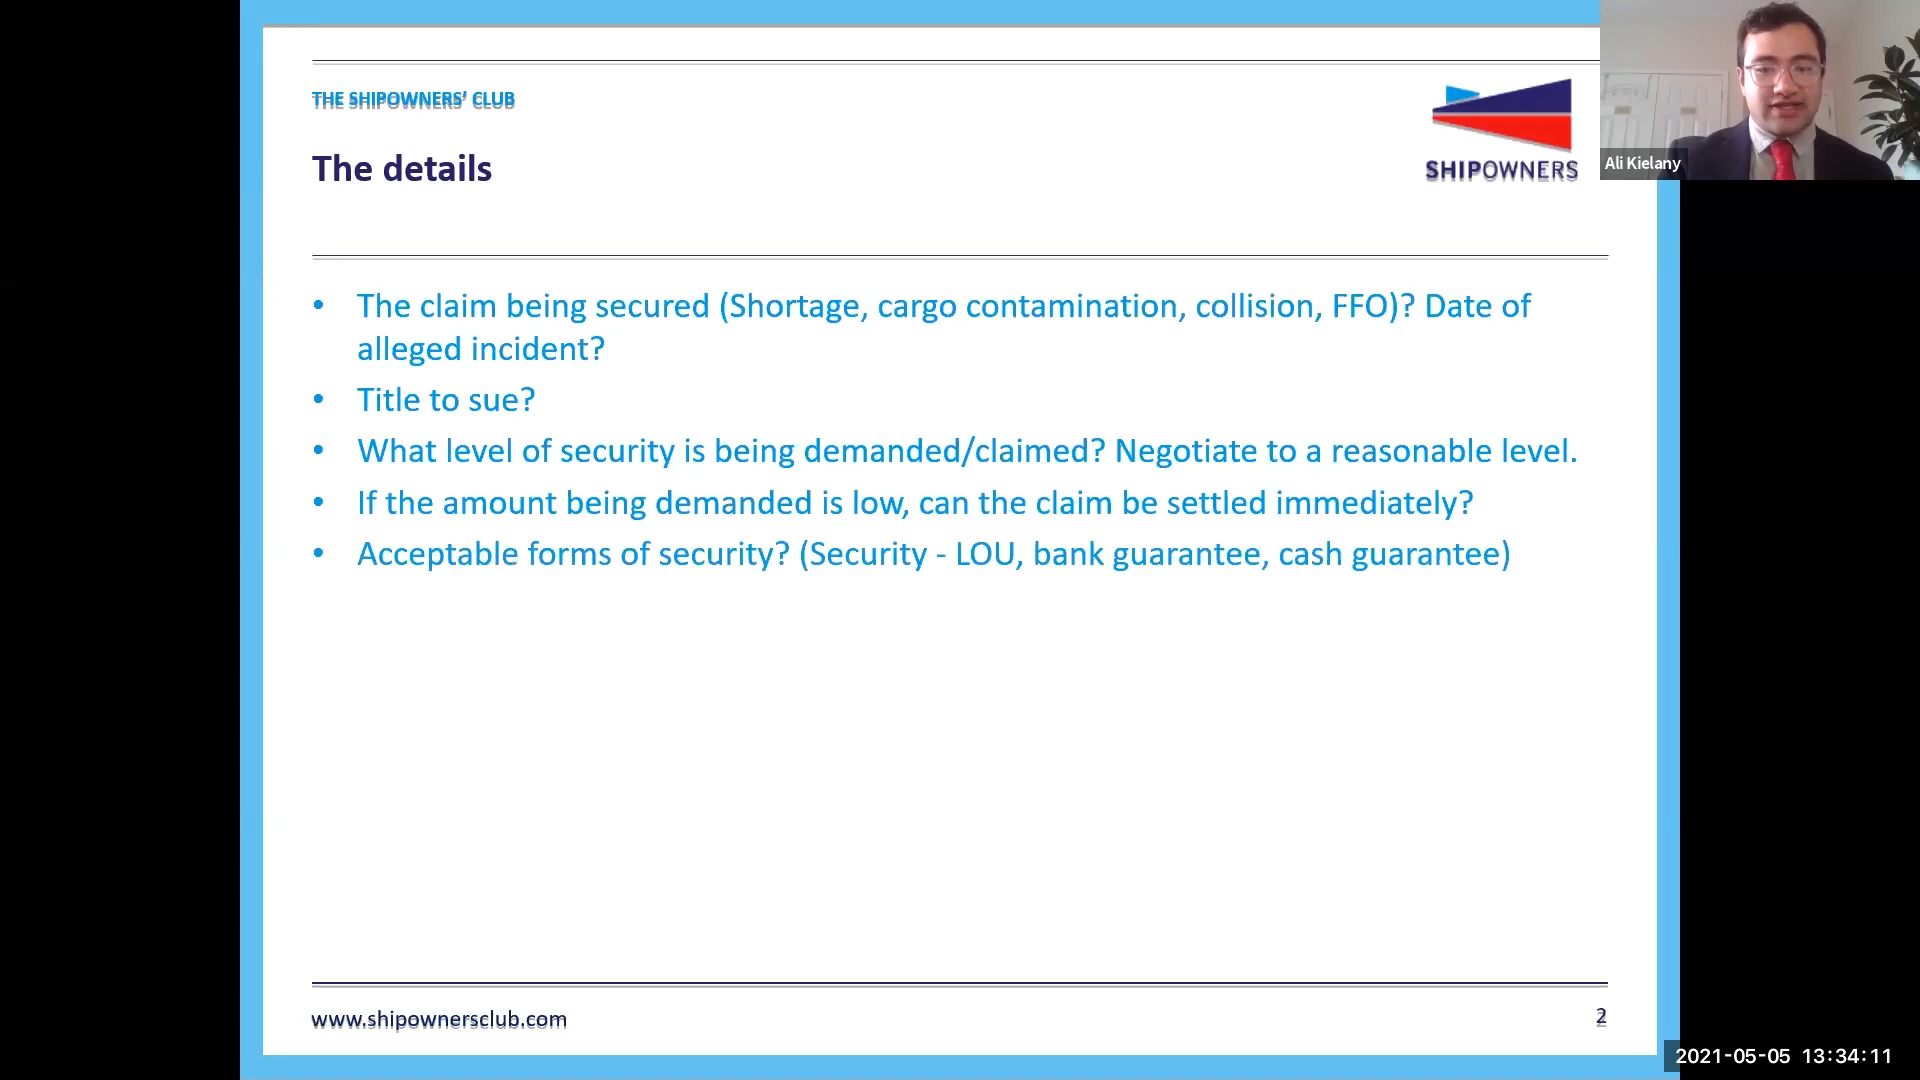 THE SHIPOWNERS' CLUB
The details
SHIPOWNERS
Ali Kielany
• The claim being secured (Shortage, cargo contamination, collision, FFO)? Date of
alleged incident?
• Title to sue?
• What level of security is being demanded/claimed? Negotiate to a reasonable level.
• If the amount being demanded is low, can the claim be settled immediately?
• Acceptable forms of security? (Security - LOU, bank guarantee, cash guarantee)
www.shipownersclub.com
2
2021-05-05 13:34:11